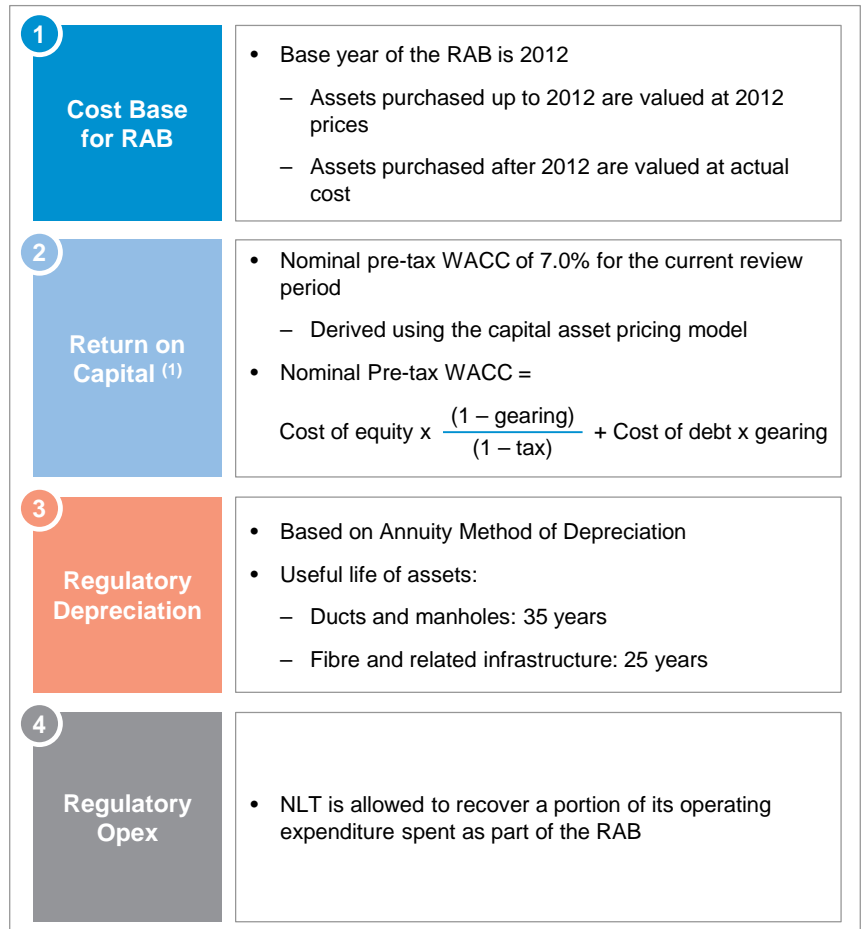 1
Cost Base
for RAB
• Base year of the RAB is 2012
– Assets purchased up to 2012 are valued at 2012
prices
– Assets purchased after 2012 are valued at actual
cost
2
Return on
Capital (1)
• Nominal pre-tax WACC of 7.0% for the current review
period
– Derived using the capital asset pricing model
• Nominal Pre-tax WACC =
(1 – gearing)
Cost of equity x + Cost of debt x gearing
(1 – tax)
3
Regulatory
Depreciation
• Based on Annuity Method of Depreciation
• Useful life of assets:
– Ducts and manholes: 35 years
– Fibre and related infrastructure: 25 years
4
Regulatory
Opex
• NLT is allowed to recover a portion of its operating
expenditure spent as part of the RAB